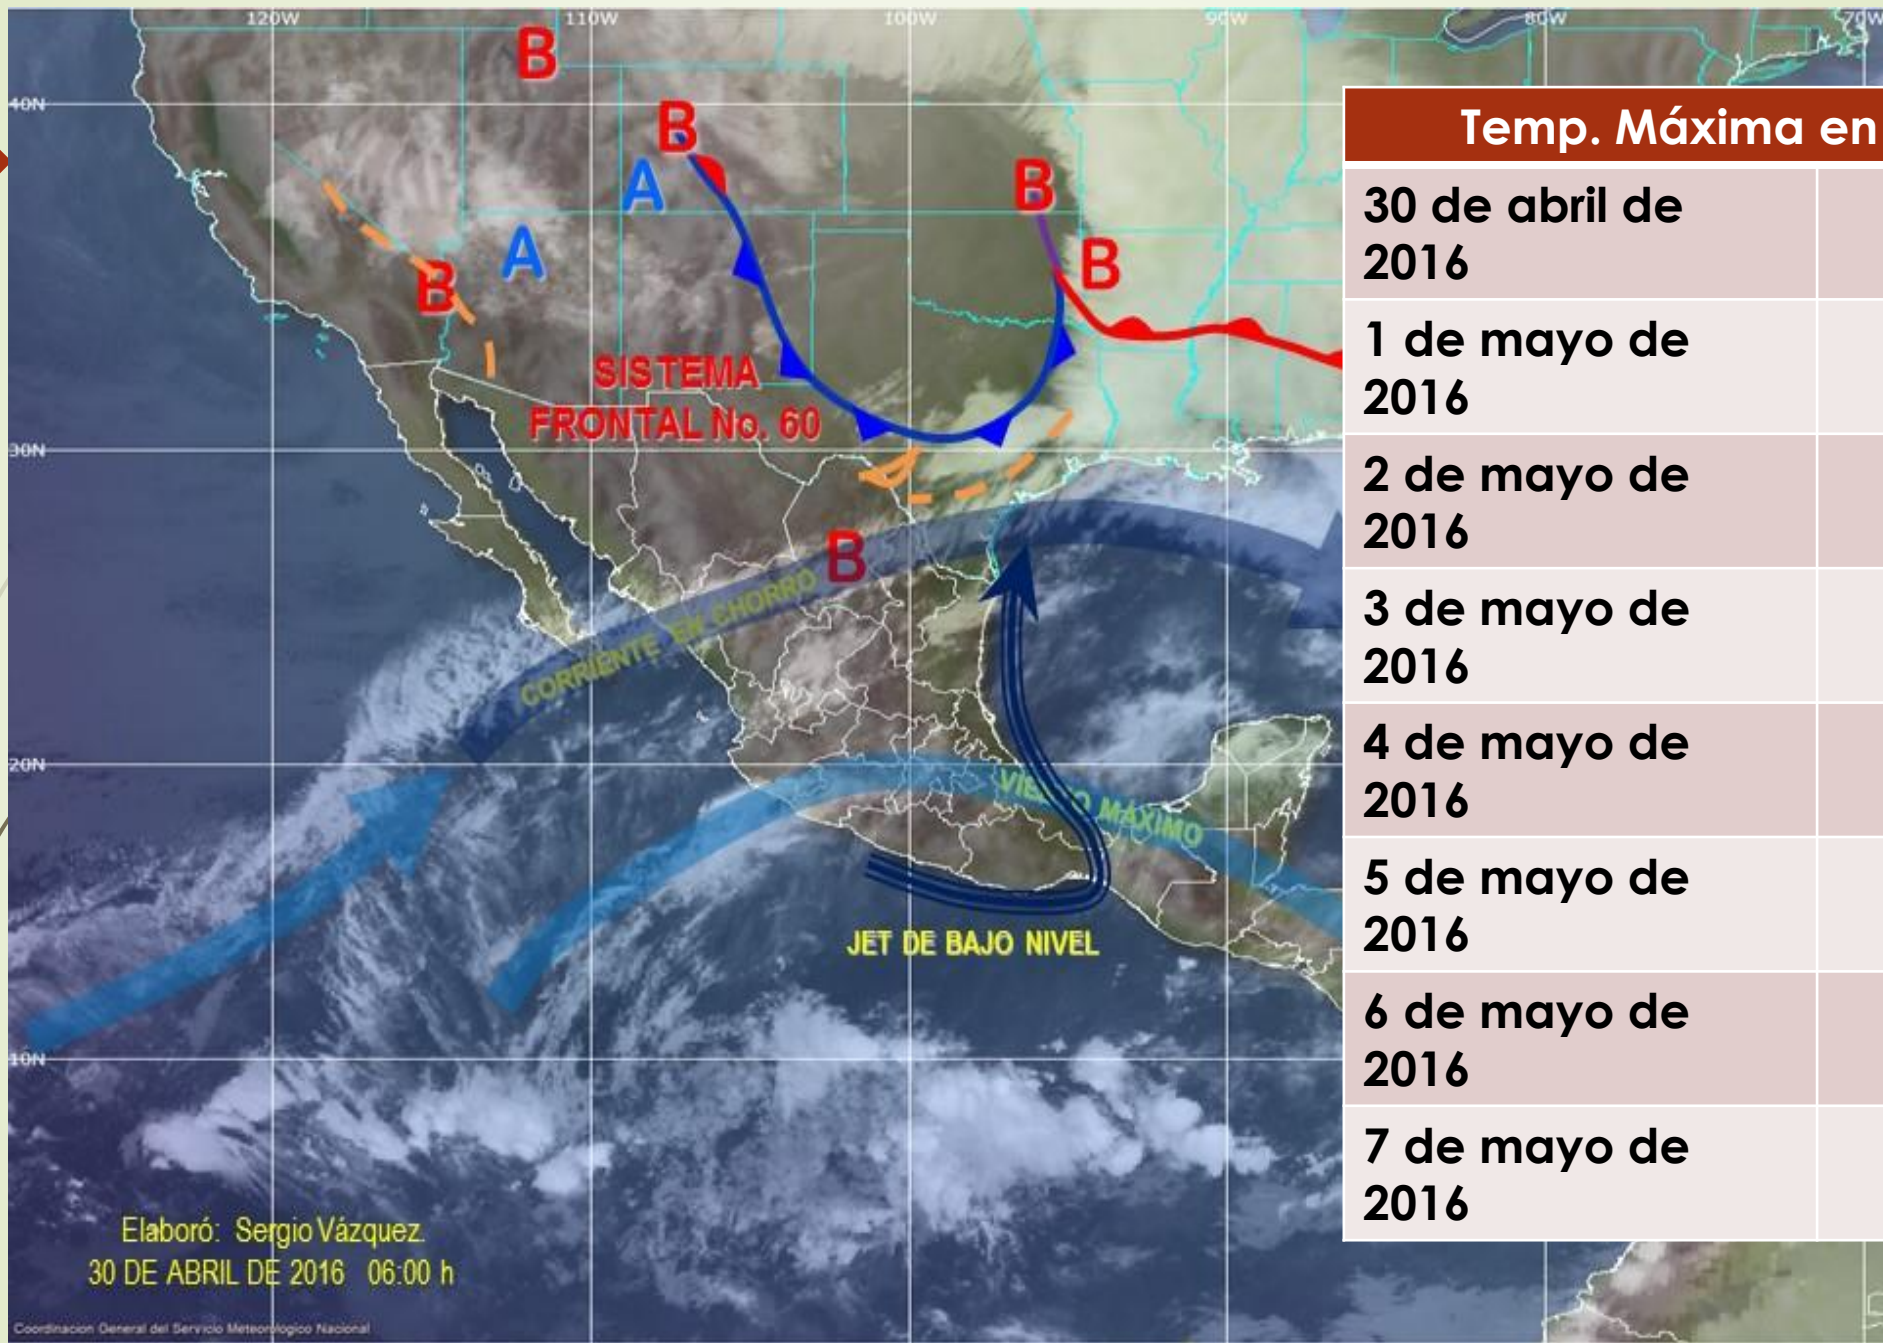 120W 110W 100W 90W 80W 70W
B
40N
B
A
B
A
B
B
SISTEMA
FRONTAL No. 60
30N
B
CORRIENTE EN CHORRO
20N
VIENTO MÁXIMO
JET DE BAJO NIVEL
10N
Elaboró: Sergio Vázquez.
30 DE ABRIL DE 2016 06:00 h
Coordinacion General del Servicio Meteorologico Nacional
Temp. Máxima en
30 de abril de
2016
1 de mayo de
2016
2 de mayo de
2016
3 de mayo de
2016
4 de mayo de
2016
5 de mayo de
2016
6 de mayo de
2016
7 de mayo de
2016